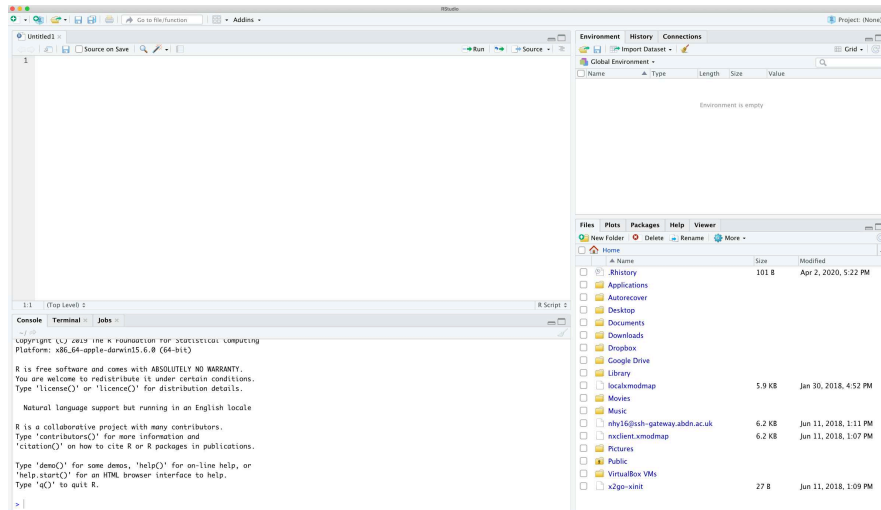 RStudio
Go to file/function
Addins
Project: (None)
Untitled1
Source on Save
Run
Source
1
1:1
(Top Level)
R Script
Console Terminal Jobs
~/
Copyright (C) 2019 The R Foundation for Statistical Computing
Platform: x86_64-apple-darwin15.6.0 (64-bit)
R is free software and comes with ABSOLUTELY NO WARRANTY.
You are welcome to redistribute it under certain conditions.
Type 'license()' or 'licence()' for distribution details.
Natural language support but running in an English locale
R is a collaborative project with many contributors.
Type 'contributors()' for more information and
'citation()' on how to cite R or R packages in publications.
Type 'demo()' for some demos, 'help()' for on-line help, or
'help.start()' for an HTML browser interface to help.
Type 'q()' to quit R.
>
Environment History Connections
Import Dataset
Grid
Global Environment
Name Type Length Size Value
Environment is empty
Files Plots Packages Help Viewer
New Folder Delete Rename More
Home
Name Size Modified
.Rhistory 101 B Apr 2, 2020, 5:22 PM
Applications
Autorecover
Desktop
Documents
Downloads
Dropbox
Google Drive
Library
localxmodmap 5.9 KB Jan 30, 2018, 4:52 PM
Movies
Music
nhy16@ssh-gateway.abdn.ac.uk 6.2 KB Jun 11, 2018, 1:11 PM
nxclient.xmodmap 6.2 KB Jun 11, 2018, 1:07 PM
Pictures
Public
VirtualBox VMs
x2go-xinit 27 B Jun 11, 2018, 1:09 PM